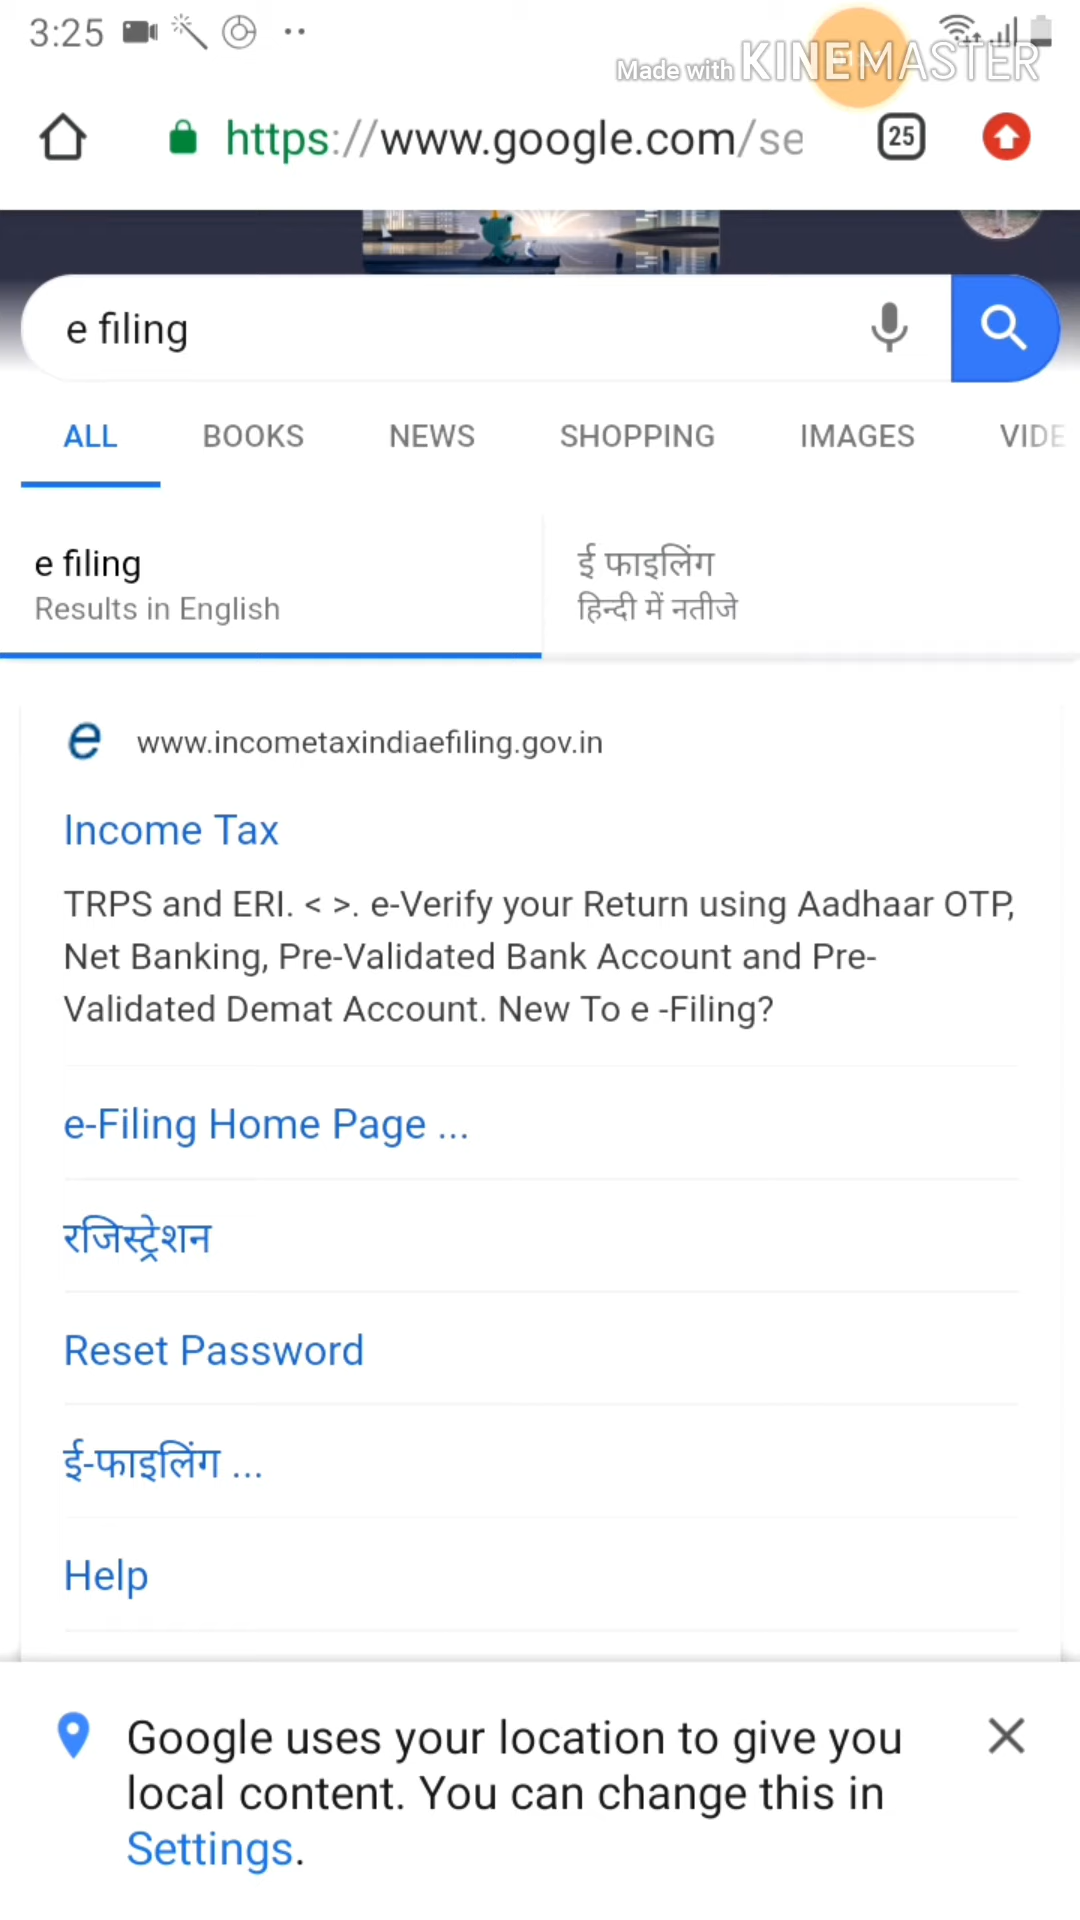 3:25
Made with KINEMASTER
https://www.google.com/se
25
e filing
ALL BOOKS NEWS SHOPPING IMAGES VIDE
e filing
Results in English
ई फाइलिंग
हिन्दी में नतीजे
www.incometaxindiaefiling.gov.in
Income Tax
TRPS and ERI. < >. e-Verify your Return using Aadhaar OTP,
Net Banking, Pre-Validated Bank Account and Pre-
Validated Demat Account. New To e -Filing?
e-Filing Home Page ...
रजिस्ट्रेशन
Reset Password
ई-फाइलिंग ...
Help
Google uses your location to give you
local content. You can change this in
Settings.